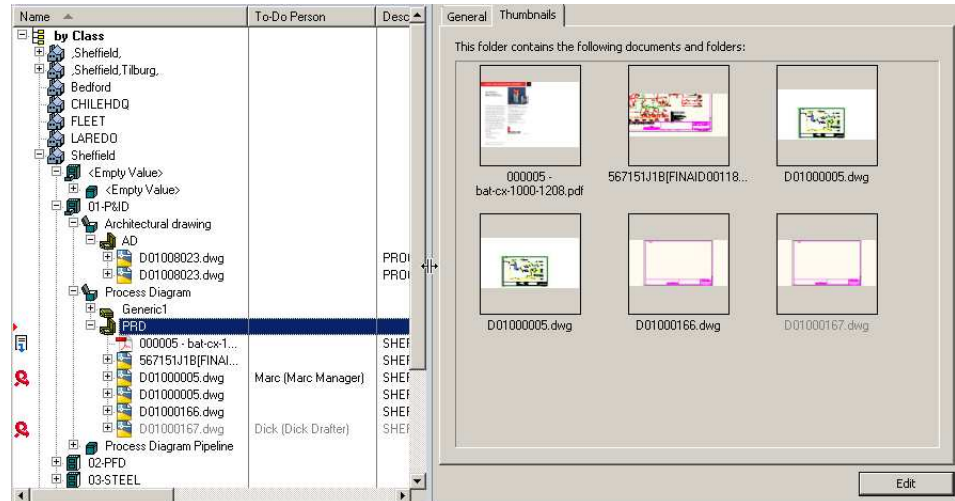 Name To-Do Person Desc
by Class
,Sheffield,
,Sheffield,Tilburg,
Bedford
CHILEHDQ
FLEET
LAREDO
Sheffield
<Empty Value>
<Empty Value>
01-P&ID
Architectural drawing
AD
D01008023.dwg PRO
D01008023.dwg PRO
Process Diagram
Generic1
PRD
000005 - bat-cx-1... SHEF
567151J1B[FINAI... SHEF
D01000005.dwg Marc (Marc Manager) SHEF
D01000005.dwg SHEF
D01000166.dwg SHEF
D01000167.dwg Dick (Dick Drafter) SHEF
Process Diagram Pipeline
02-PFD
03-STEEL
General Thumbnails
This folder contains the following documents and folders:
000005 -
bat-cx-1000-1208.pdf
567151J1B[FINAID00118...
D01000005.dwg
D01000005.dwg
D01000166.dwg
D01000167.dwg
Edit